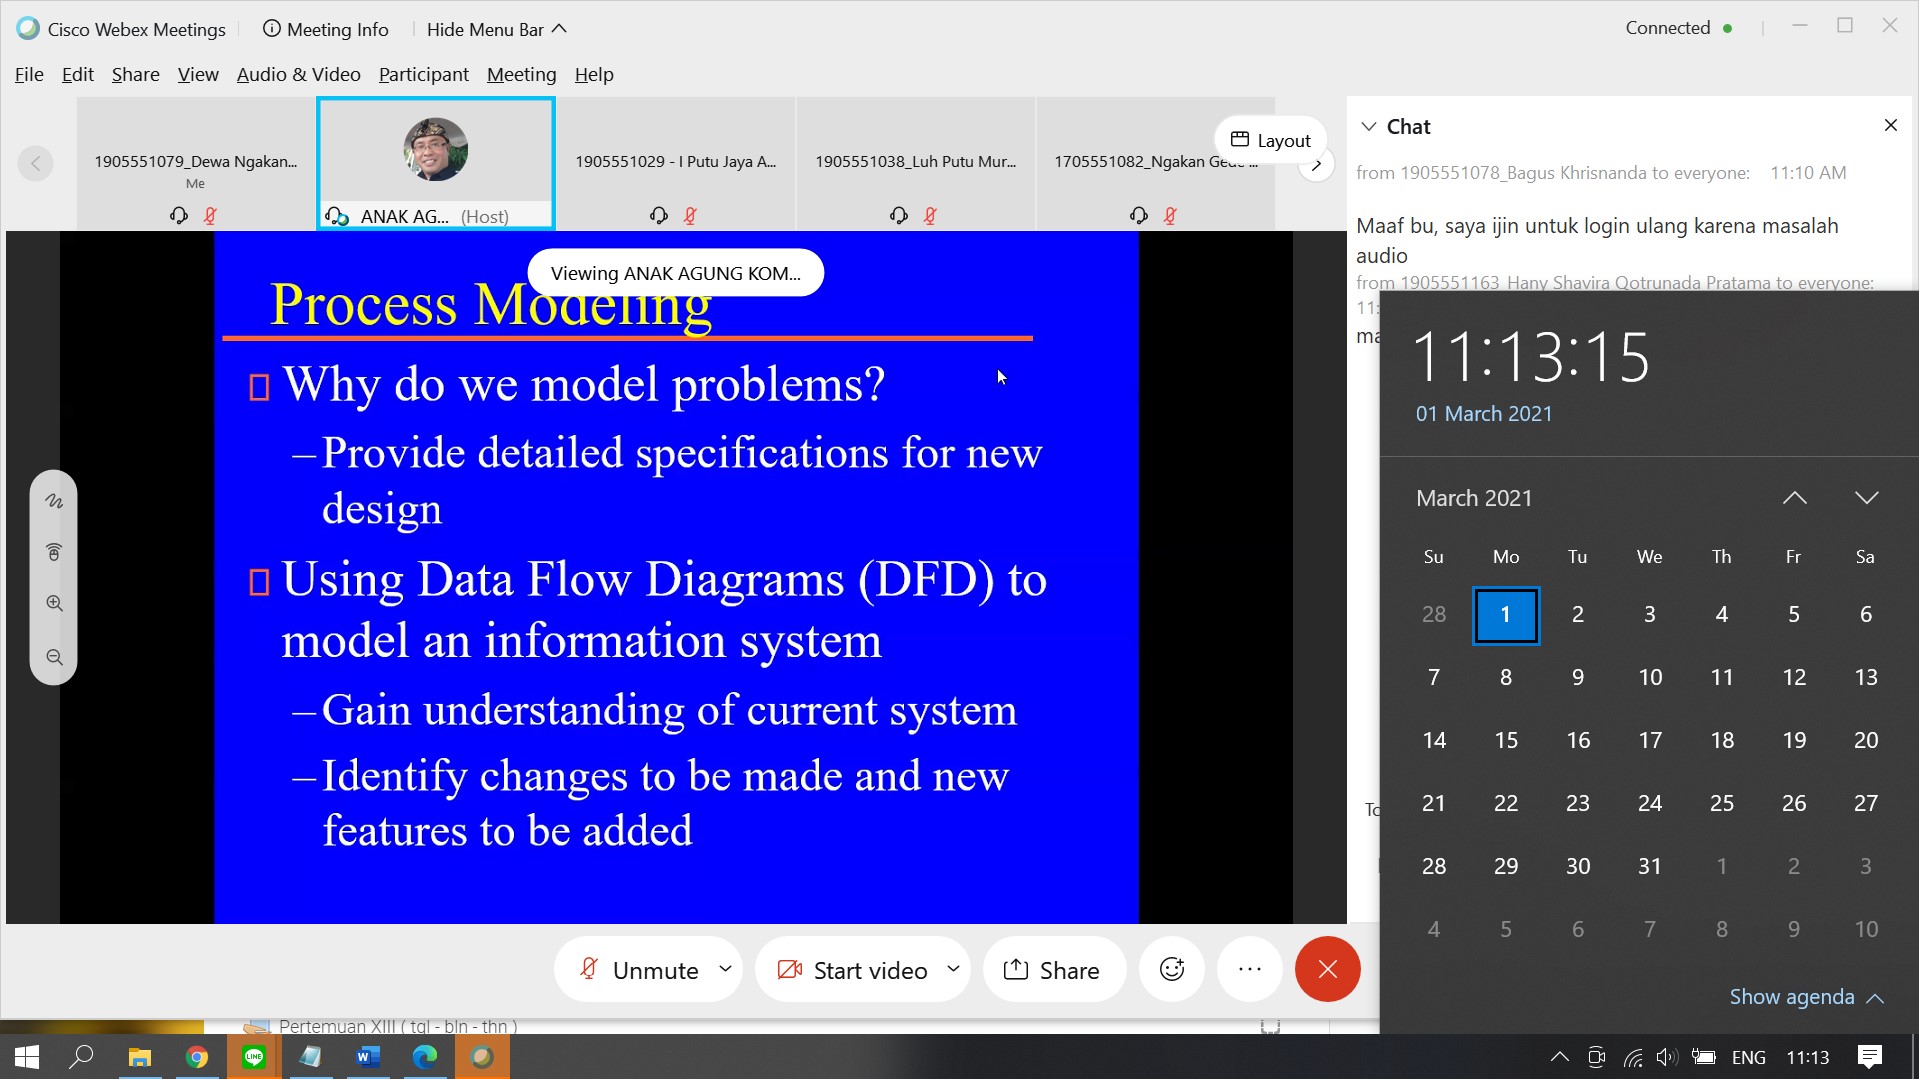 Cisco Webex Meetings
Meeting Info
Hide Menu Bar
Connected
File Edit Share View Audio & Video Participant Meeting Help
1905551079_Dewa Ngakan...
Me
ANAK AG... (Host)
1905551029 - I Putu Jaya A...
1905551038_Luh Putu Mur...
1705551082_Ngakan Gede ...
Layout
Viewing ANAK AGUNG KOM...
Process Modeling
Why do we model problems?
–Provide detailed specifications for new
design
Using Data Flow Diagrams (DFD) to
model an information system
–Gain understanding of current system
–Identify changes to be made and new
features to be added
Unmute
Start video
Share
Chat
from 1905551078_Bagus Khrisnanda to everyone: 11:10 AM
Maaf bu, saya ijin untuk login ulang karena masalah
audio
from 1905551163_Hany Shavira Qotrunada Pratama to everyone:
11:
ma
To
11:13:15
01 March 2021
March 2021
Su Mo Tu We Th Fr Sa
28 1 2 3 4 5 6
7 8 9 10 11 12 13
14 15 16 17 18 19 20
21 22 23 24 25 26 27
28 29 30 31 1 2 3
4 5 6 7 8 9 10
Show agenda
Pertemuan XIII ( tgl - bln - thn )
LINE
W
ENG
11:13